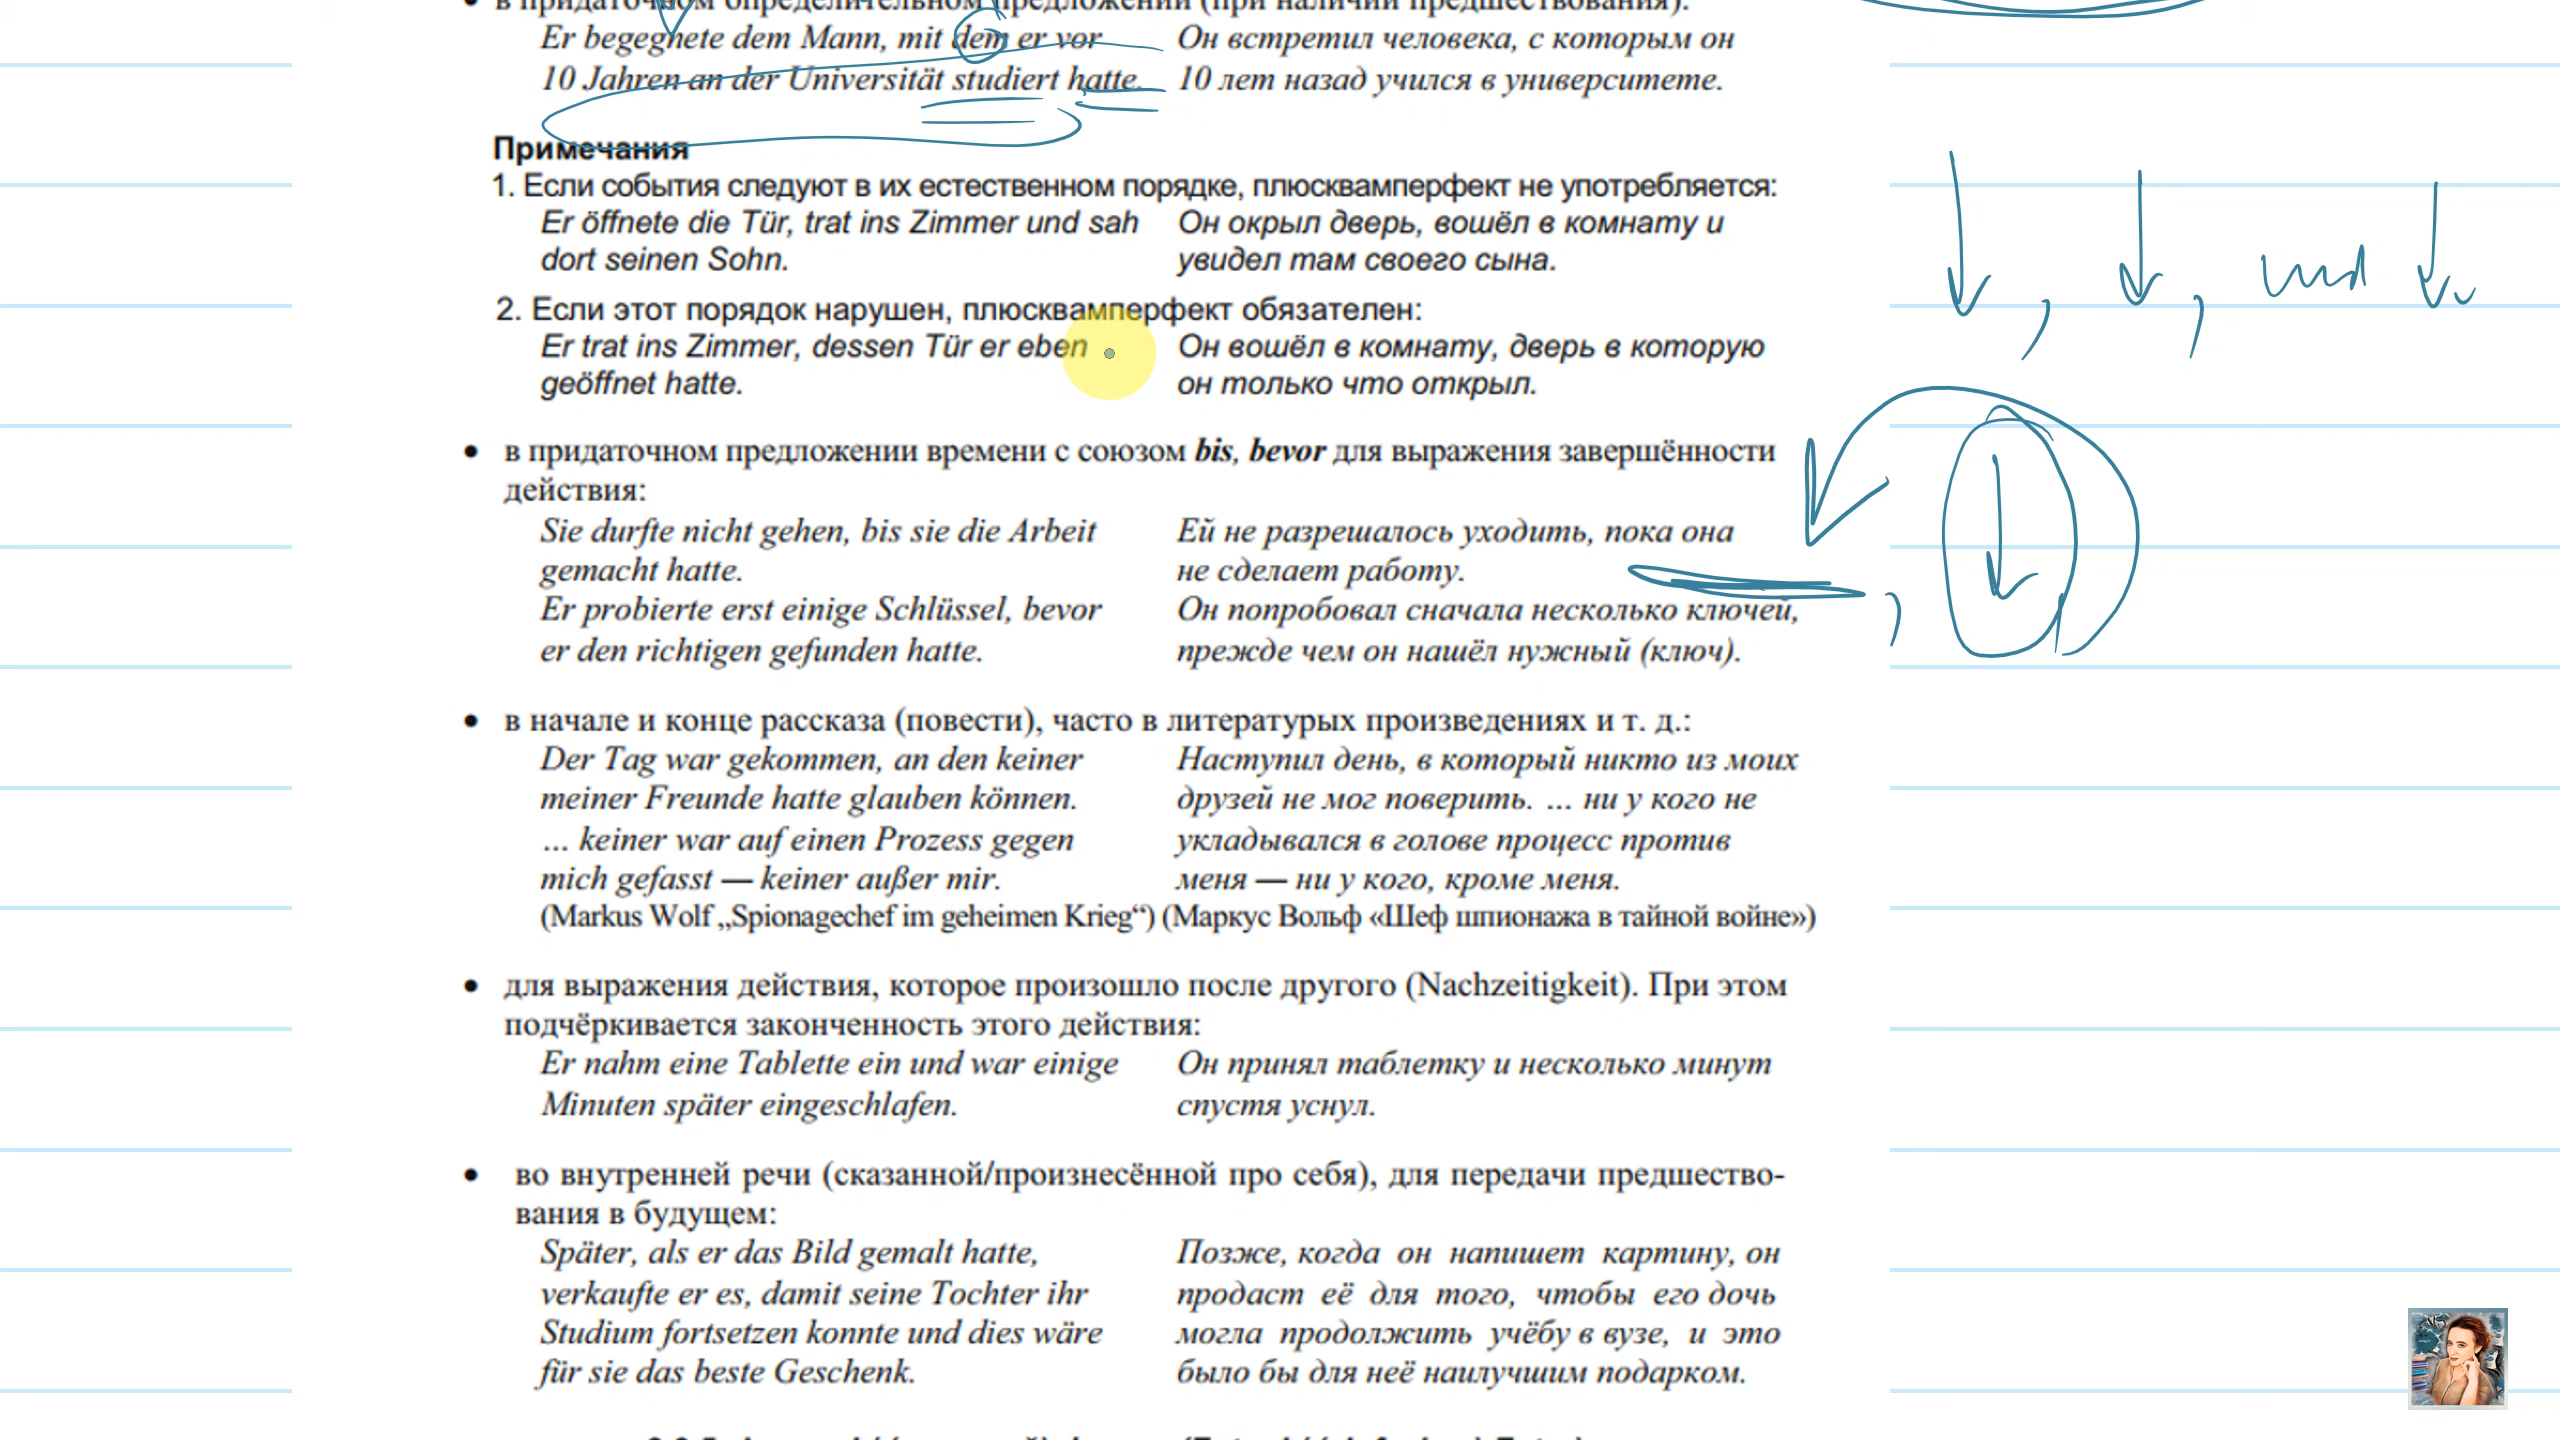 в придаточном определительном предложении (при наличии предшествования):
Er begegnete dem Mann, mit dem er vor
10 Jahren an der Universität studiert hatte.
Он встретил человека, с которым он
10 лет назад учился в университете.
Примечания
1. Если события следуют в их естественном порядке, плюсквамперфект не употребляется:
Er öffnete die Tür, trat ins Zimmer und sah
dort seinen Sohn.
Он окрыл дверь, вошёл в комнату и
увидел там своего сына.
, , und .
2. Если этот порядок нарушен, плюсквамперфект обязателен:
Er trat ins Zimmer, dessen Tür er eben
geöffnet hatte.
Он вошёл в комнату, дверь в которую
он только что открыл.
• в придаточном предложении времени с союзом bis, bevor для выражения завершённости
действия:
Sie durfte nicht gehen, bis sie die Arbeit
gemacht hatte.
Er probierte erst einige Schlüssel, bevor
er den richtigen gefunden hatte.
Ей не разрешалось уходить, пока она
не сделает работу.
Он попробовал сначала несколько ключей,
прежде чем он нашёл нужный (ключ).
• в начале и конце рассказа (повести), часто в литературых произведениях и т. д.:
Der Tag war gekommen, an den keiner
meiner Freunde hatte glauben können.
... keiner war auf einen Prozess gegen
mich gefasst — keiner außer mir.
(Markus Wolf „Spionagechef im geheimen Krieg“)
Наступил день, в который никто из моих
друзей не мог поверить. ... ни у кого не
укладывался в голове процесс против
меня — ни у кого, кроме меня.
(Маркус Вольф «Шеф шпионажа в тайной войне»)
• для выражения действия, которое произошло после другого (Nachzeitigkeit). При этом
подчёркивается законченность этого действия:
Er nahm eine Tablette ein und war einige
Minuten später eingeschlafen.
Он принял таблетку и несколько минут
спустя уснул.
• во внутренней речи (сказанной/произнесённой про себя), для передачи предшество-
вания в будущем:
Später, als er das Bild gemalt hatte,
verkaufte er es, damit seine Tochter ihr
Studium fortsetzen konnte und dies wäre
für sie das beste Geschenk.
Позже, когда он напишет картину, он
продаст её для того, чтобы его дочь
могла продолжить учёбу в вузе, и это
было бы для неё наилучшим подарком.